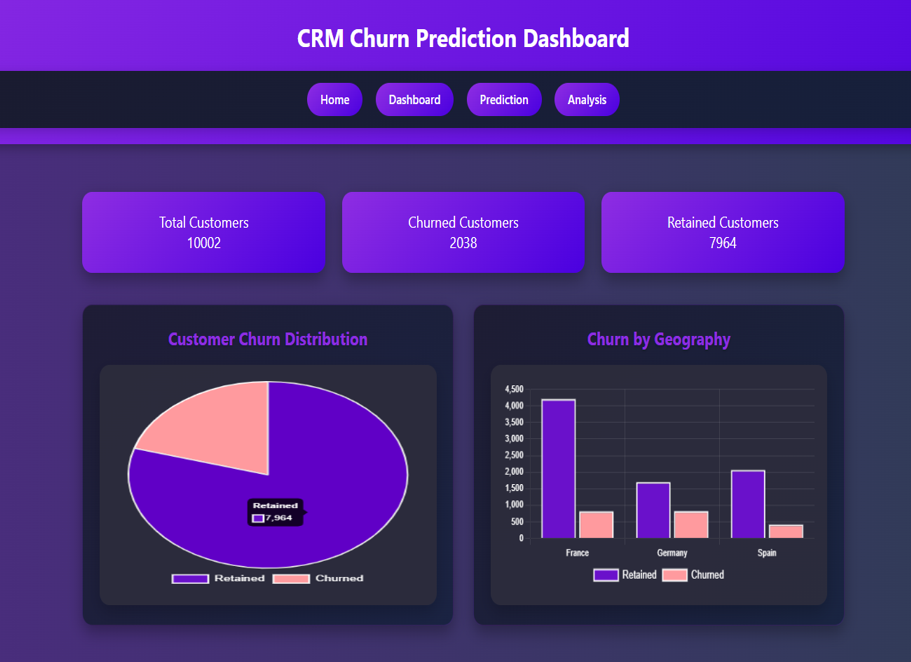 CRM Churn Prediction Dashboard
Home Dashboard Prediction Analysis
Total Customers
10002
Churned Customers
2038
Retained Customers
7964
Customer Churn Distribution
Retained
7,964
Retained Churned
Churn by Geography
4,500
4,000
3,500
3,000
2,500
2,000
1,500
1,000
500
0
France Germany Spain
Retained Churned